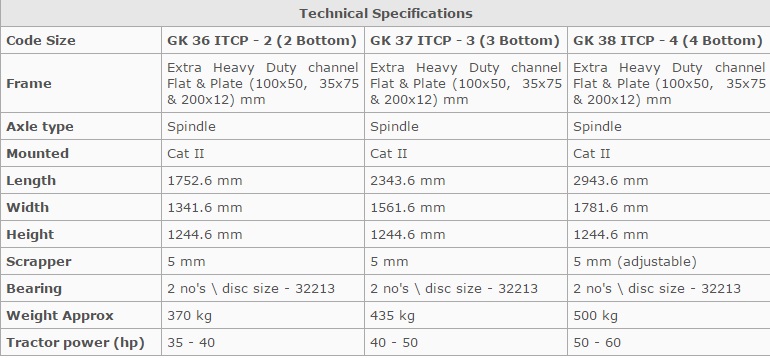 Technical Specifications
Code Size GK 36 ITCP - 2 (2 Bottom) GK 37 ITCP - 3 (3 Bottom) GK 38 ITCP - 4 (4 Bottom)
Frame
Extra Heavy Duty channel
Flat & Plate (100x50, 35x75
& 200x12) mm
Extra Heavy Duty channel
Flat & Plate (100x50, 35x75
& 200x12) mm
Extra Heavy Duty channel
Flat & Plate (100x50, 35x75
& 200x12) mm
Axle type Spindle Spindle Spindle
Mounted Cat II Cat II Cat II
Length 1752.6 mm 2343.6 mm 2943.6 mm
Width 1341.6 mm 1561.6 mm 1781.6 mm
Height 1244.6 mm 1244.6 mm 1244.6 mm
Scrapper 5 mm 5 mm 5 mm (adjustable)
Bearing 2 no's \ disc size - 32213 2 no's \ disc size - 32213 2 no's \ disc size - 32213
Weight Approx 370 kg 435 kg 500 kg
Tractor power (hp) 35 - 40 40 - 50 50 - 60